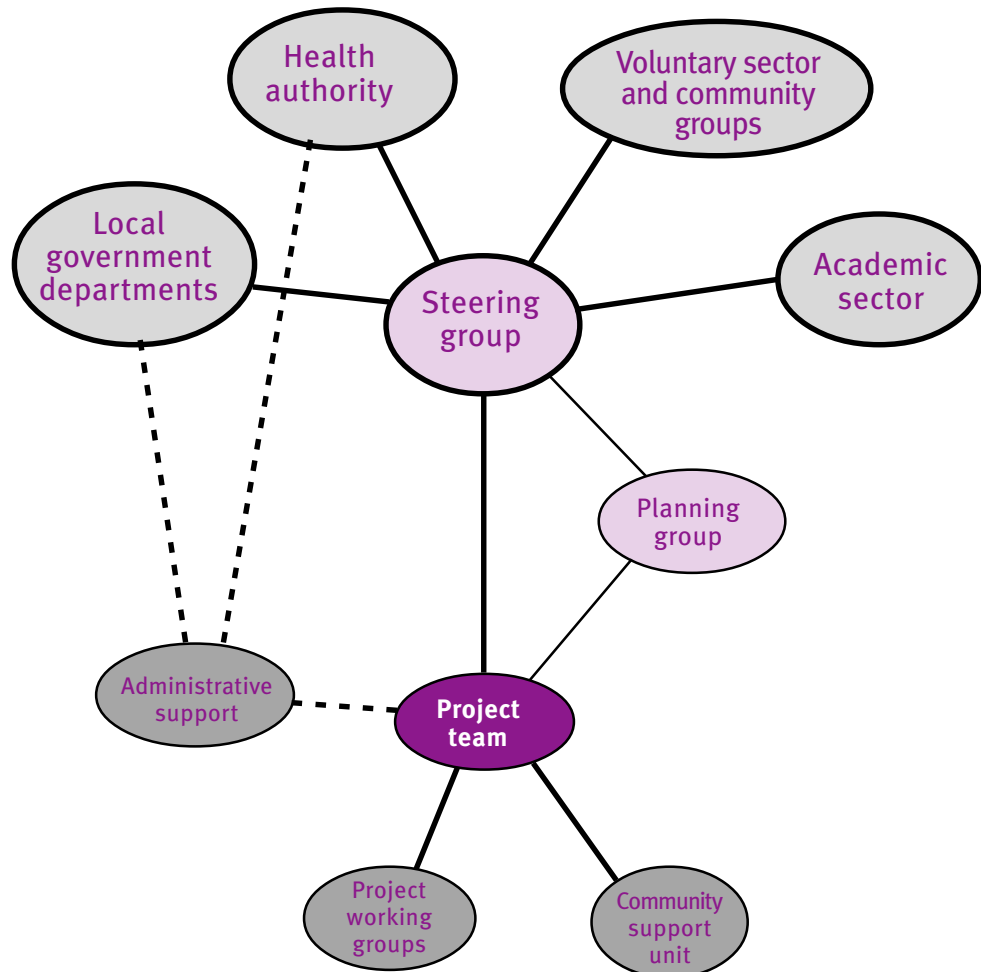 Health
authority
Voluntary sector
and community
groups
Local
government
departments
Academic
sector
Steering
group
Planning
group
Administrative
support
Project
team
Project
working
groups
Community
support
unit